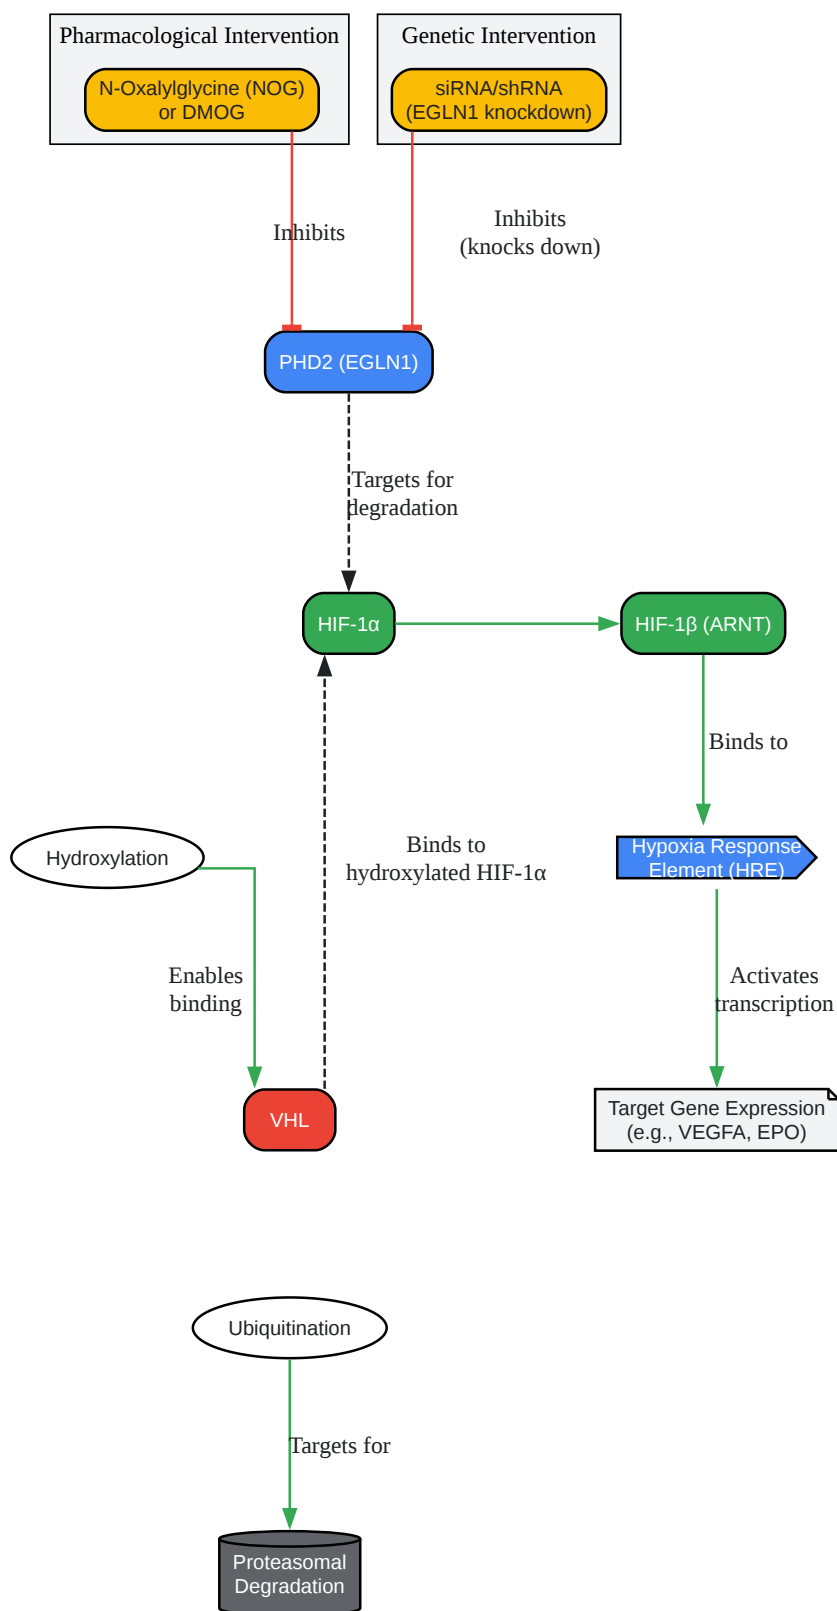 Pharmacological Intervention
Genetic Intervention
N-Oxalylglycine (NOG)
or DMOG
siRNA/shRNA
(EGLN1 knockdown)
Inhibits
Inhibits
(knocks down)
PHD2 (EGLN1)
Targets for
degradation
HIF-1α
HIF-1β (ARNT)
Binds to
Hydroxylation
Binds to
hydroxylated HIF-1α
Hypoxia Response
Element (HRE)
Enables
binding
Activates
transcription
VHL
Target Gene Expression
(e.g., VEGFA, EPO)
Ubiquitination
Targets for
Proteasomal
Degradation